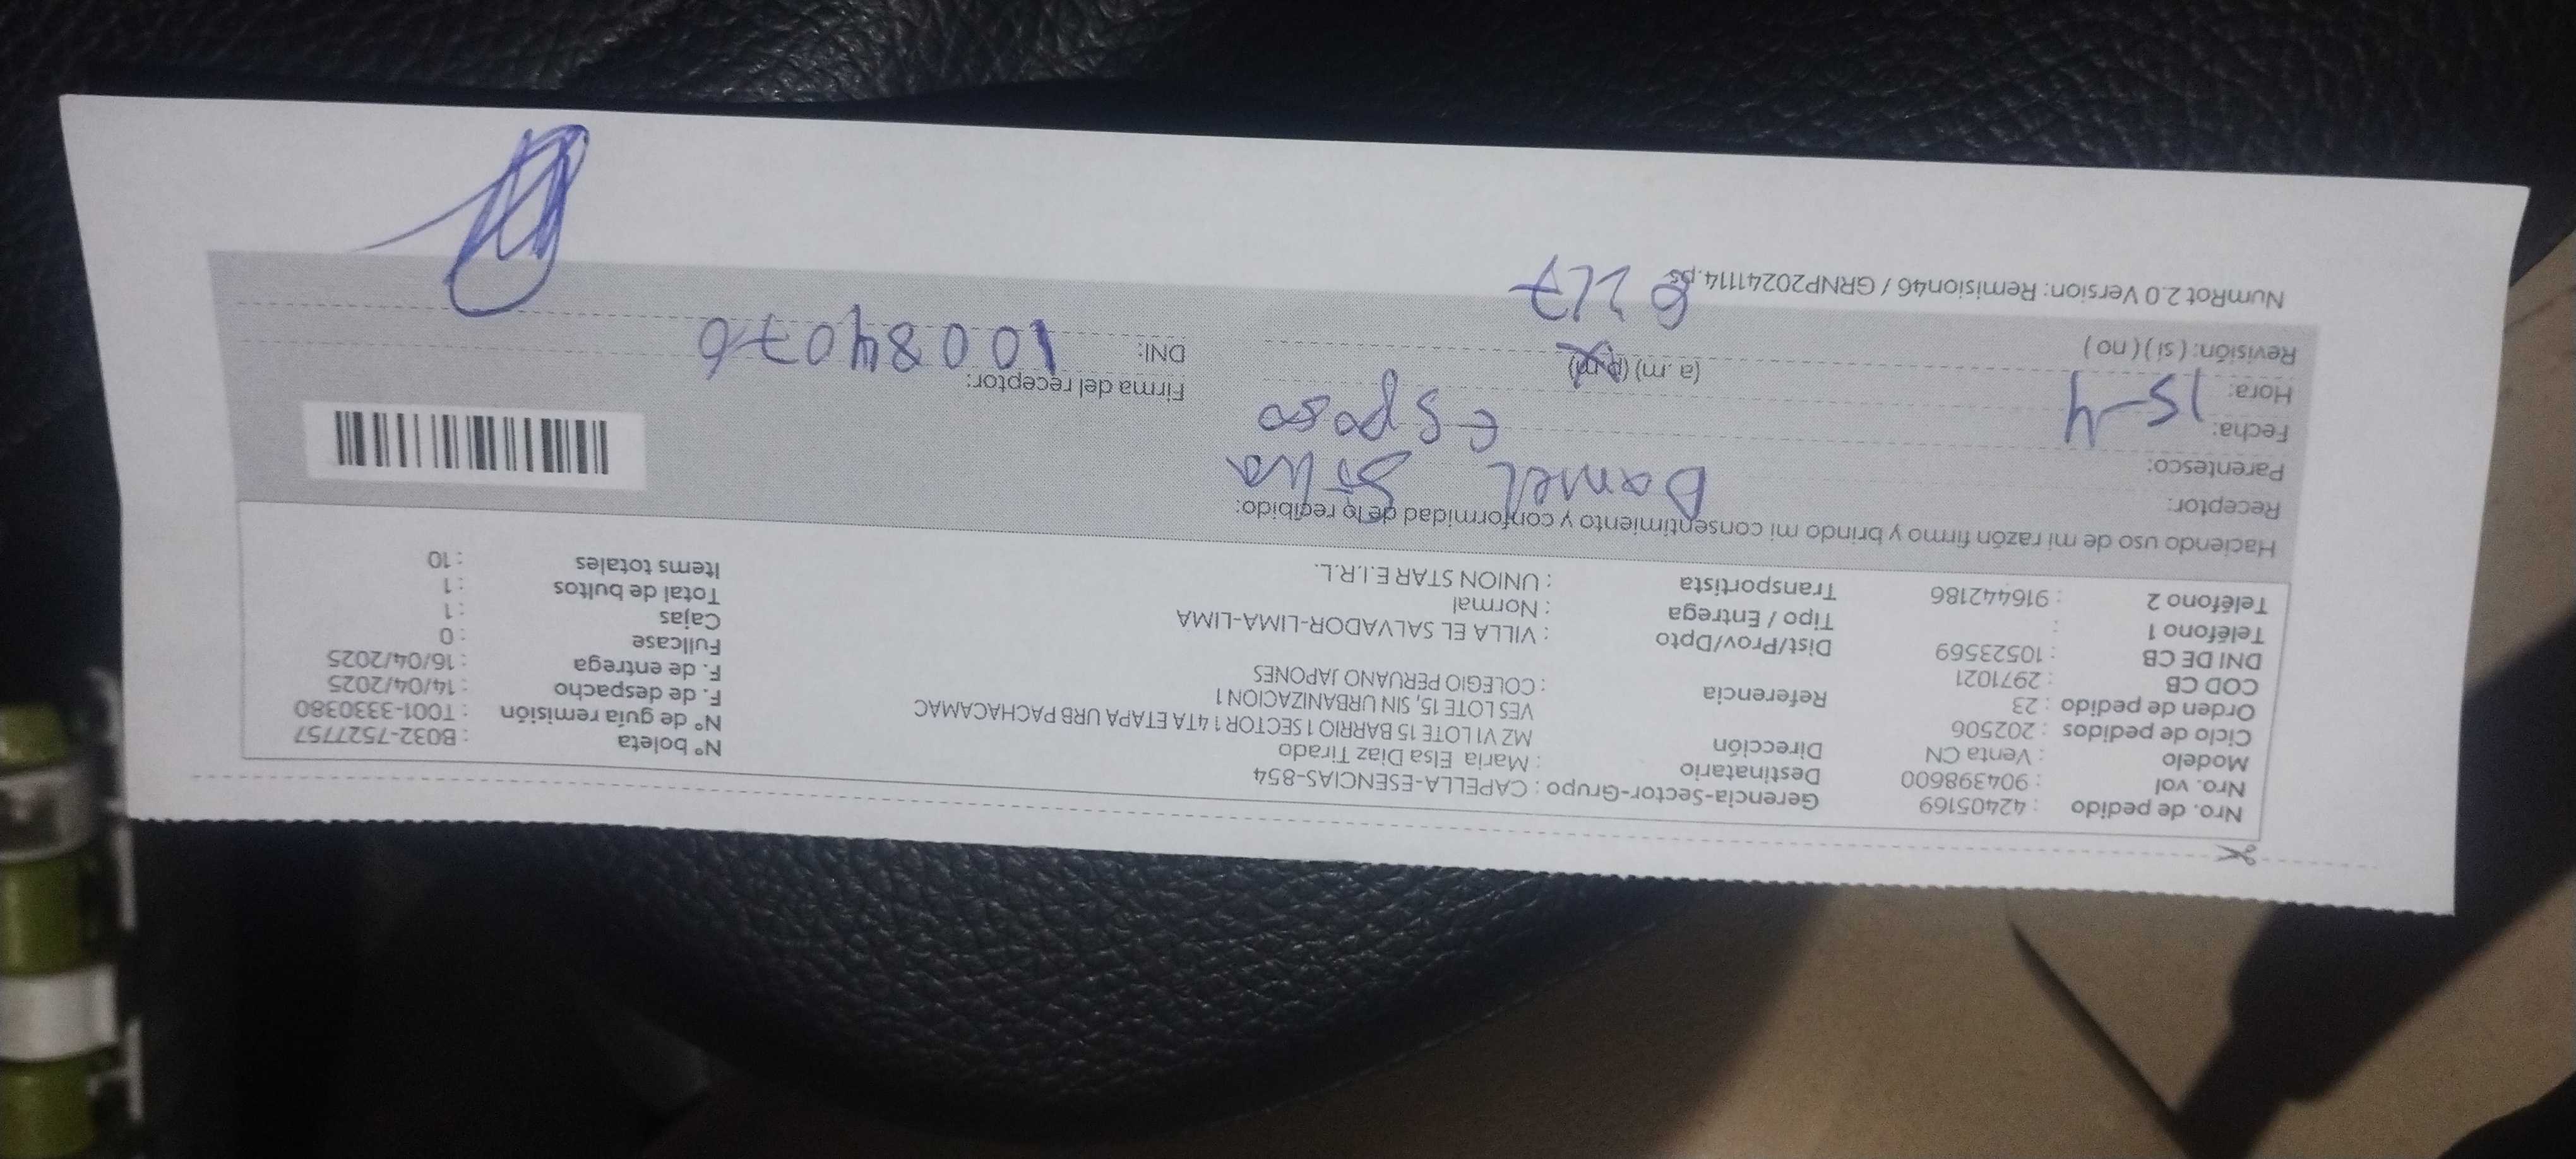 Nro. de pedido : 42405169 Gerencia-Sector-Grupo : CAPELLA-ESENCIAS-854
Nro. vol : 904398600 Destinatario : Maria Elsa Diaz Tirado Nº boleta : B032-7527757
Modelo : Venta CN Dirección MZ V1 LOTE 15 BARRIO 1 SECTOR 1 4TA ETAPA URB PACHACAMAC Nº de guía remisión : T001-3330380
Ciclo de pedidos : 202506 VES LOTE 15, SIN URBANIZACION 1 F. de despacho : 14/04/2025
Orden de pedido : 23 Referencia : COLEGIO PERUANO JAPONES F. de entrega : 16/04/2025
COD CB : 2971021 Fullcase : 0
DNI DE CB : 10523569 Dist/Prov/Dpto : VILLA EL SALVADOR-LIMA-LIMA Cajas : 1
Teléfono 1 : Tipo / Entrega : Normal Total de bultos : 1
Teléfono 2 : 916442186 Transportista : UNION STAR E.I.R.L. Items totales : 10
Haciendo uso de mi razón firmo y brindo mi consentimiento y conformidad de lo recibido:
Receptor: Daniel Silva
Parentesco: esposo
Fecha: 15-4 Firma del receptor:
Hora: (a.m) (p.m) DNI: 10084076
Revisión: ( si ) ( no )
NumRot 2.0 Version: Remision46 / GRNP20241114.ps